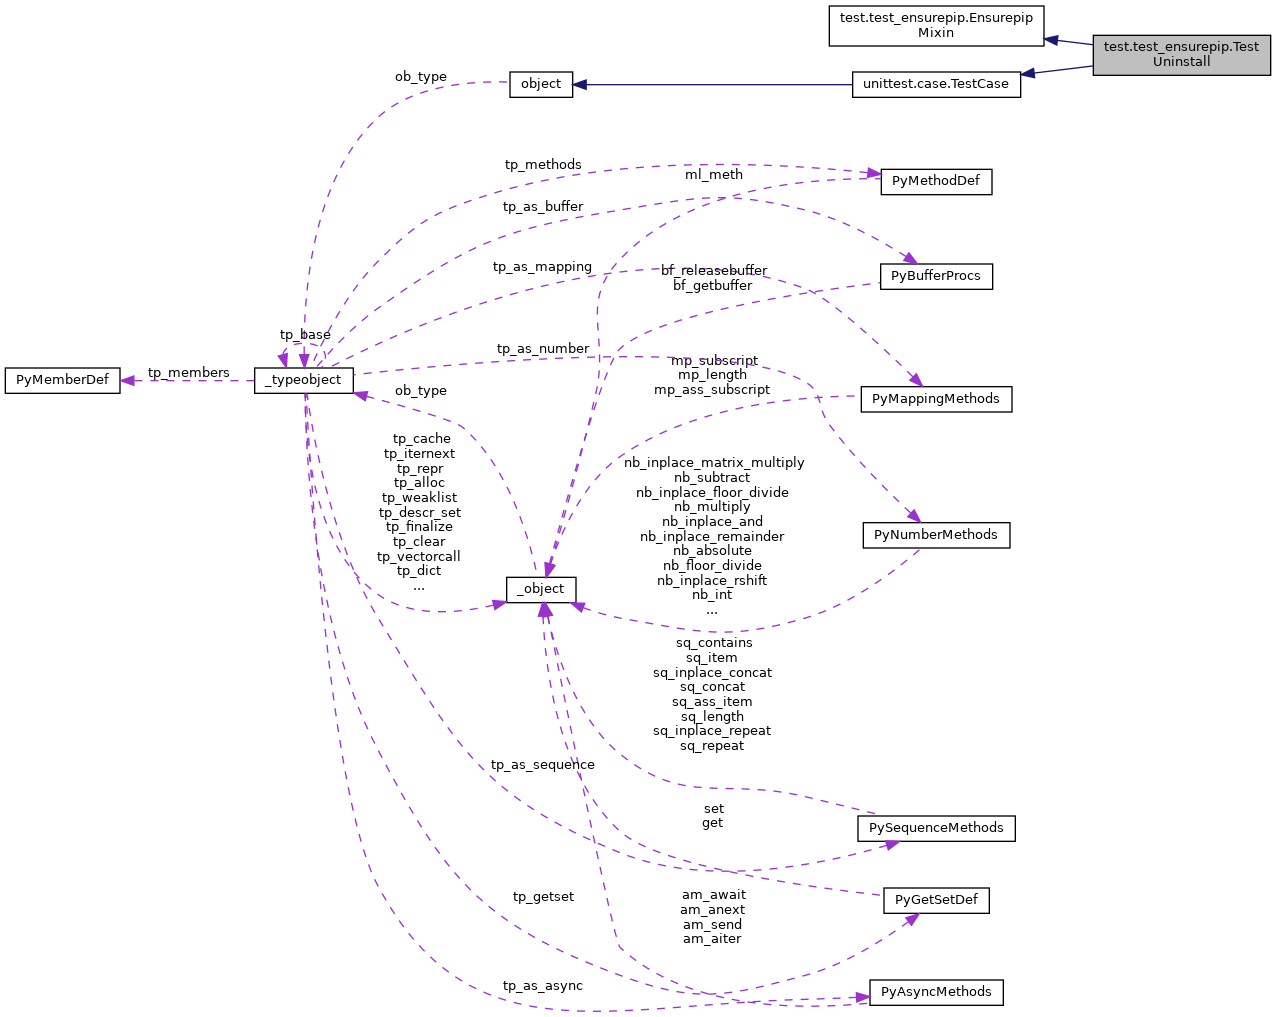 test.test_ensurepip.Ensurepip
Mixin
test.test_ensurepip.Test
Uninstall
ob_type
object
unittest.case.TestCase
tp_methods
ml_meth
PyMethodDef
tp_as_buffer
tp_as_mapping
bf_releasebuffer
bf_getbuffer
PyBufferProcs
tp_base
tp_as_number
mp_subscript
mp_length
mp_ass_subscript
PyMemberDef
tp_members
_typeobject
ob_type
PyMappingMethods
tp_cache
tp_iternext
tp_repr
tp_alloc
tp_weaklist
tp_descr_set
tp_finalize
tp_clear
tp_vectorcall
tp_dict
...
nb_inplace_matrix_multiply
nb_subtract
nb_inplace_floor_divide
nb_multiply
nb_inplace_and
nb_inplace_remainder
nb_absolute
nb_floor_divide
nb_inplace_rshift
nb_int
...
PyNumberMethods
_object
sq_contains
sq_item
sq_inplace_concat
sq_concat
sq_ass_item
sq_length
sq_inplace_repeat
sq_repeat
tp_as_sequence
set
get
PySequenceMethods
tp_getset
am_await
am_anext
am_send
am_aiter
PyGetSetDef
tp_as_async
PyAsyncMethods